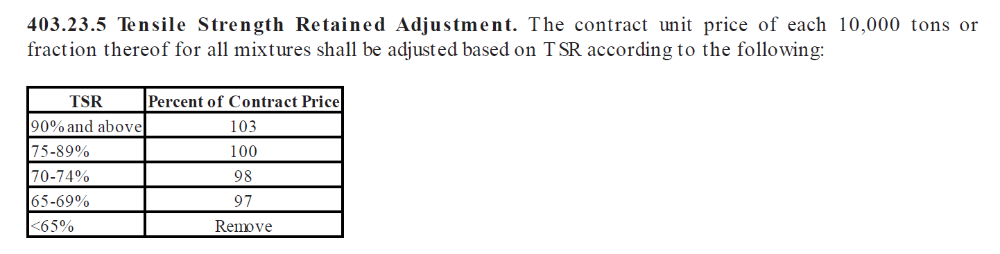 403.23.5 Tensile Strength Retained Adjustment. The contract unit price of each 10,000 tons or
fraction thereof for all mixtures shall be adjusted based on TSR according to the following:
TSR Percent of Contract Price
90% and above 103
75-89% 100
70-74% 98
65-69% 97
<65% Remove